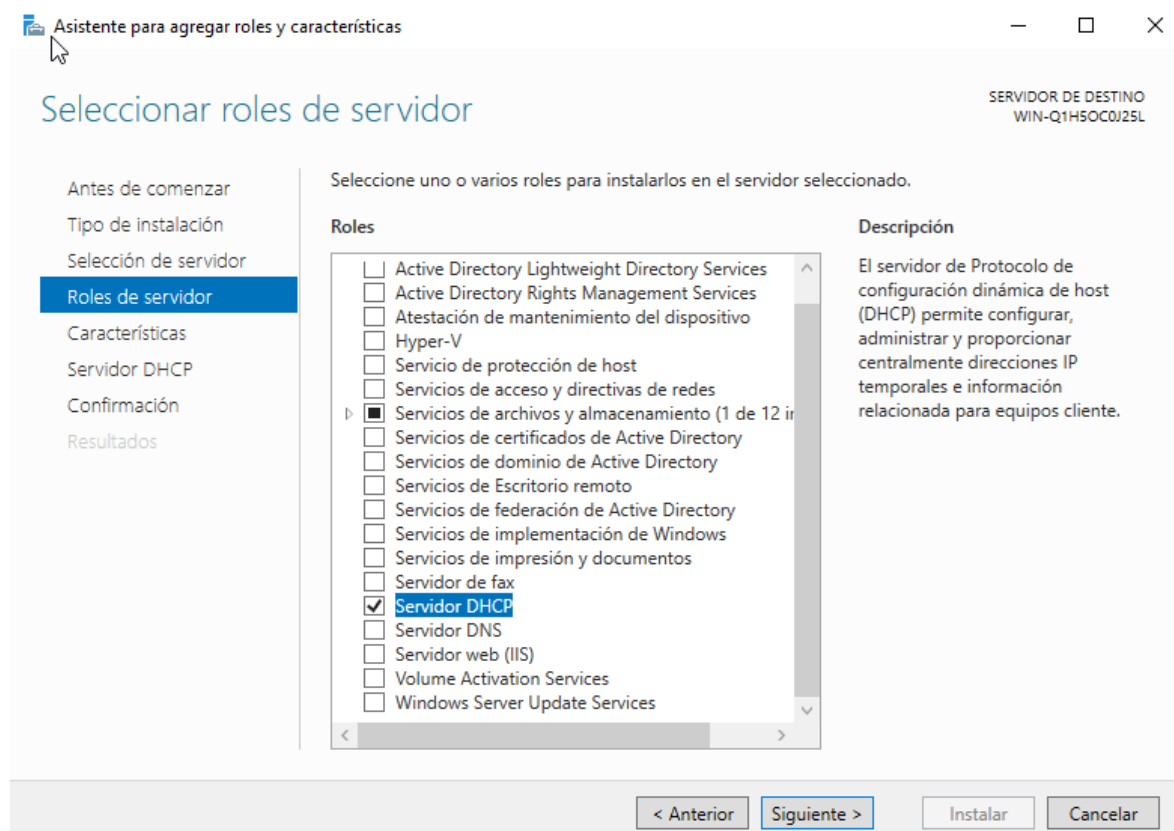 Asistente para agregar roles y características
Seleccionar roles de servidor
SERVIDOR DE DESTINO
WIN-Q1H5OC0J25L
Antes de comenzar
Tipo de instalación
Selección de servidor
Roles de servidor
Características
Servidor DHCP
Confirmación
Resultados
Seleccione uno o varios roles para instalarlos en el servidor seleccionado.
Roles
Active Directory Lightweight Directory Services
Active Directory Rights Management Services
Atestación de mantenimiento del dispositivo
Hyper-V
Servicio de protección de host
Servicios de acceso y directivas de redes
Servicios de archivos y almacenamiento (1 de 12 in
Servicios de certificados de Active Directory
Servicios de dominio de Active Directory
Servicios de Escritorio remoto
Servicios de federación de Active Directory
Servicios de implementación de Windows
Servicios de impresión y documentos
Servidor de fax
Servidor DHCP
Servidor DNS
Servidor web (IIS)
Volume Activation Services
Windows Server Update Services
Descripción
El servidor de Protocolo de
configuración dinámica de host
(DHCP) permite configurar,
administrar y proporcionar
centralmente direcciones IP
temporales e información
relacionada para equipos cliente.
< Anterior
Siguiente >
Instalar
Cancelar